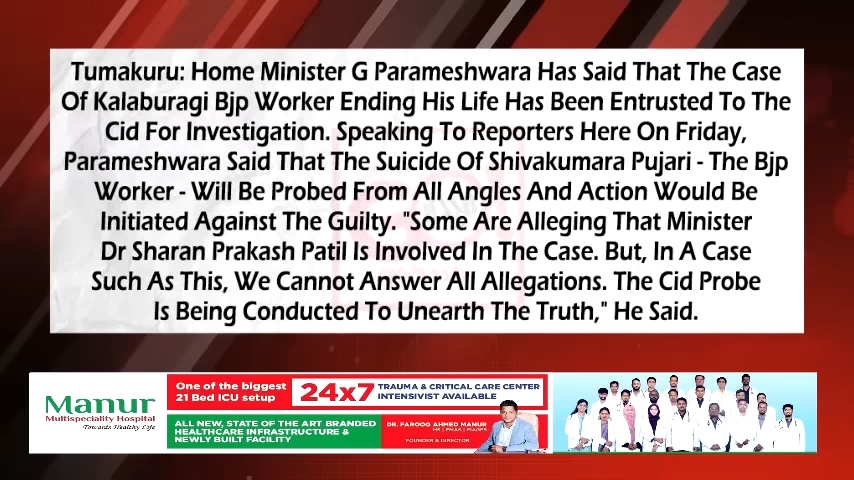 Tumakuru: Home Minister G Parameshwara Has Said That The Case
Of Kalaburagi Bjp Worker Ending His Life Has Been Entrusted To The
Cid For Investigation. Speaking To Reporters Here On Friday,
Parameshwara Said That The Suicide Of Shivakumara Pujari - The Bjp
Worker - Will Be Probed From All Angles And Action Would Be
Initiated Against The Guilty. "Some Are Alleging That Minister
Dr Sharan Prakash Patil Is Involved In The Case. But, In A Case
Such As This, We Cannot Answer All Allegations. The Cid Probe
Is Being Conducted To Unearth The Truth," He Said.
Manur
Multispeciality Hospital
Towards Healthy Life
One of the biggest
21 Bed ICU setup
24x7
TRAUMA & CRITICAL CARE CENTER
INTENSIVIST AVAILABLE
ALL NEW, STATE OF THE ART BRANDED
HEALTHCARE INFRASTRUCTURE &
NEWLY BUILT FACILITY
DR. FAROOQ AHMED MANUR
FOUNDER & DIRECTOR